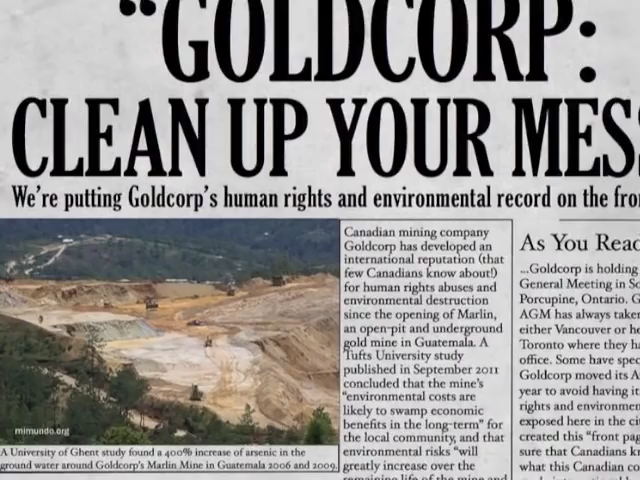 “GOLDCORP:
CLEAN UP YOUR MESS
We’re putting Goldcorp’s human rights and environmental record on the
mimundo.org
A University of Ghent study found a 400% increase of arsenic in the
ground water around Goldcorp’s Marlin Mine in Guatemala 2006 and 2009.
Canadian mining company
Goldcorp has developed an
international reputation (that
few Canadians know about!)
for human rights abuses and
environmental destruction
since the opening of Marlin,
an open-pit and underground
gold mine in Guatemala. A
Tufts University study
published in September 2011
concluded that the mine’s
“environmental costs are
likely to swamp economic
benefits in the long-term” for
the local community, and that
environmental risks “will
greatly increase over the
remaining life of the mine and
As You
...Goldcorp is holding
General Meeting in
Porcupine, Ontario.
AGM has always
either Vancouver or
Toronto where they
office. Some have
Goldcorp moved its
year to avoid having
rights and
exposed here in the
created this “front
sure that Canadians
what this Canadian